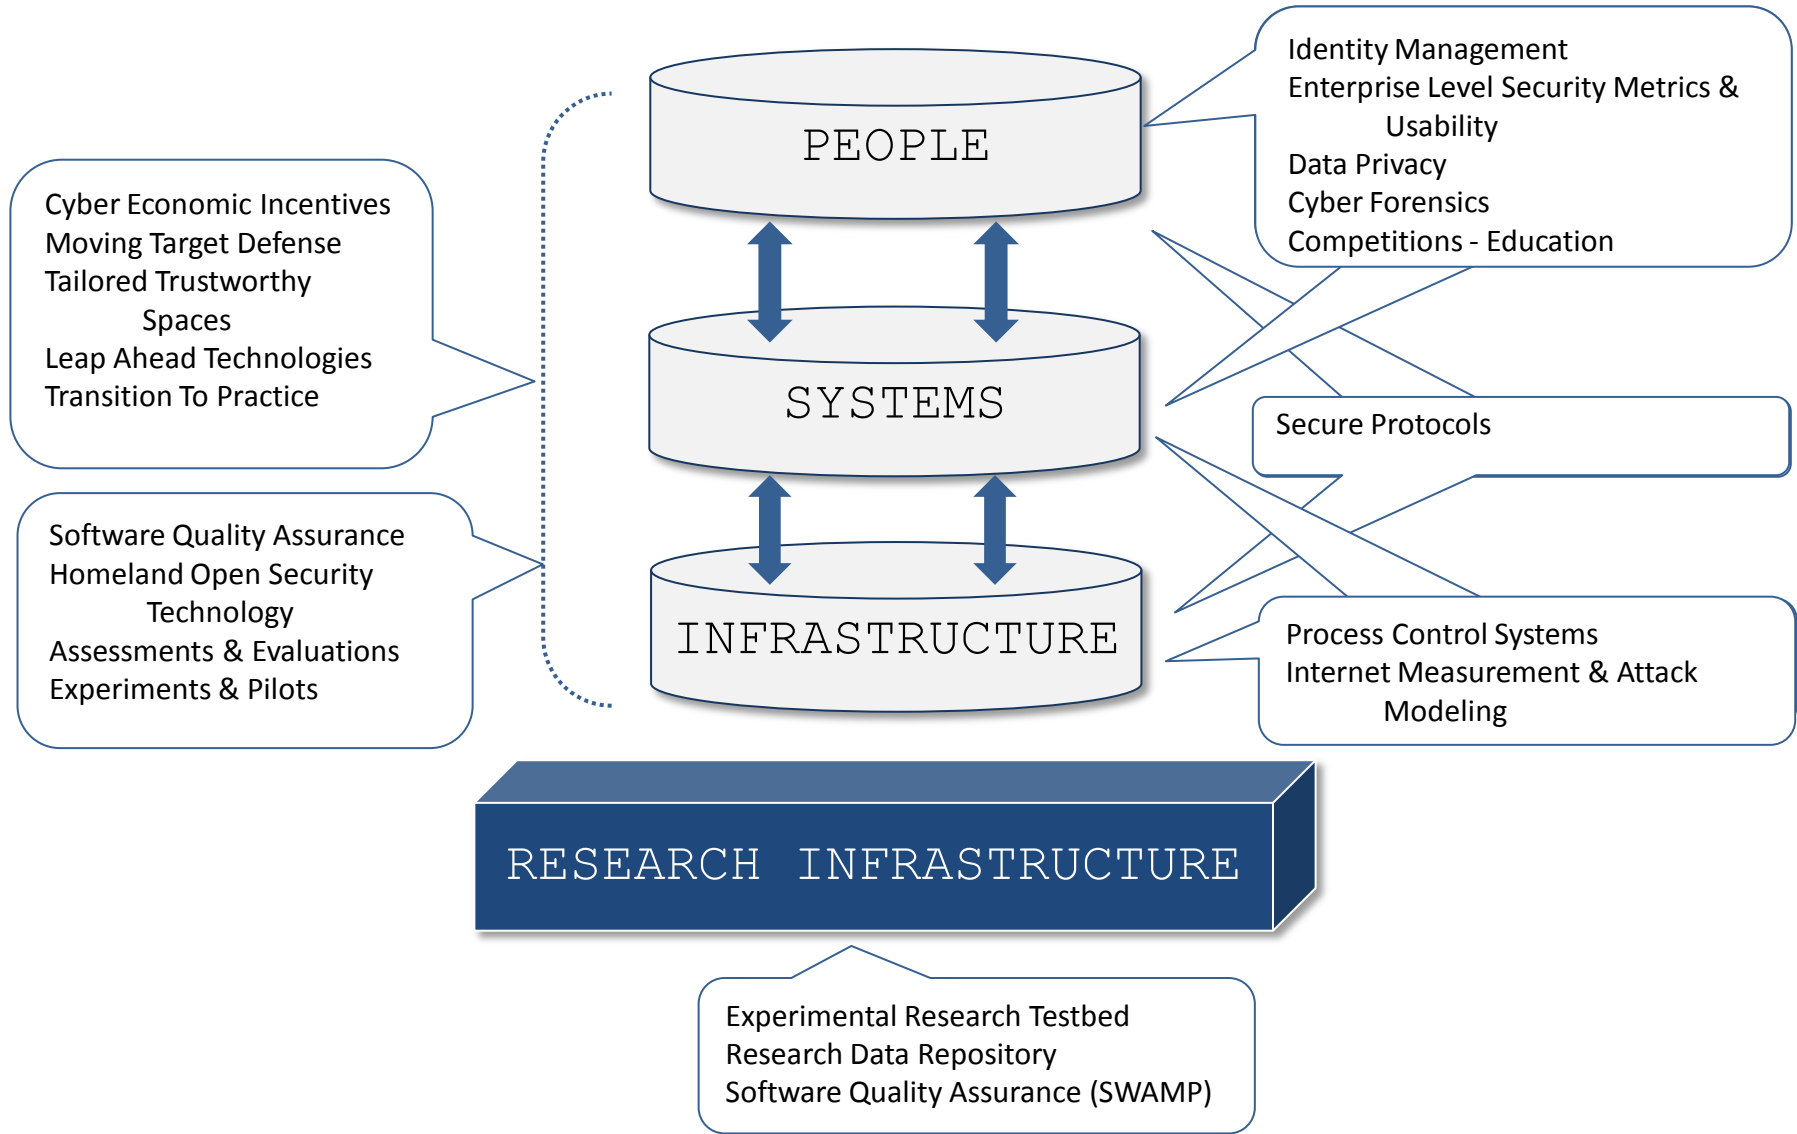 PEOPLE
SYSTEMS
INFRASTRUCTURE
RESEARCH INFRASTRUCTURE
Cyber Economic Incentives
Moving Target Defense
Tailored Trustworthy
Spaces
Leap Ahead Technologies
Transition To Practice
Software Quality Assurance
Homeland Open Security
Technology
Assessments & Evaluations
Experiments & Pilots
Identity Management
Enterprise Level Security Metrics &
Usability
Data Privacy
Cyber Forensics
Competitions - Education
Secure Protocols
Process Control Systems
Internet Measurement & Attack
Modeling
Experimental Research Testbed
Research Data Repository
Software Quality Assurance (SWAMP)